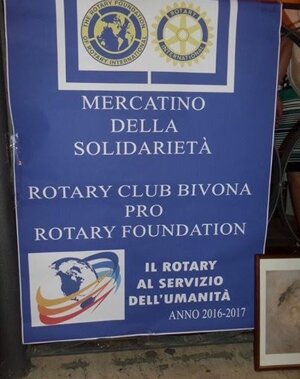 THE ROTARY FOUNDATION
OF ROTARY INTERNATIONAL
ROTARY
INTERNATIONAL
MERCATINO
DELLA
SOLIDARIETÀ
ROTARY CLUB BIVONA
PRO
ROTARY FOUNDATION
IL ROTARY
AL SERVIZIO
DELL'UMANITÀ
ANNO 2016-2017